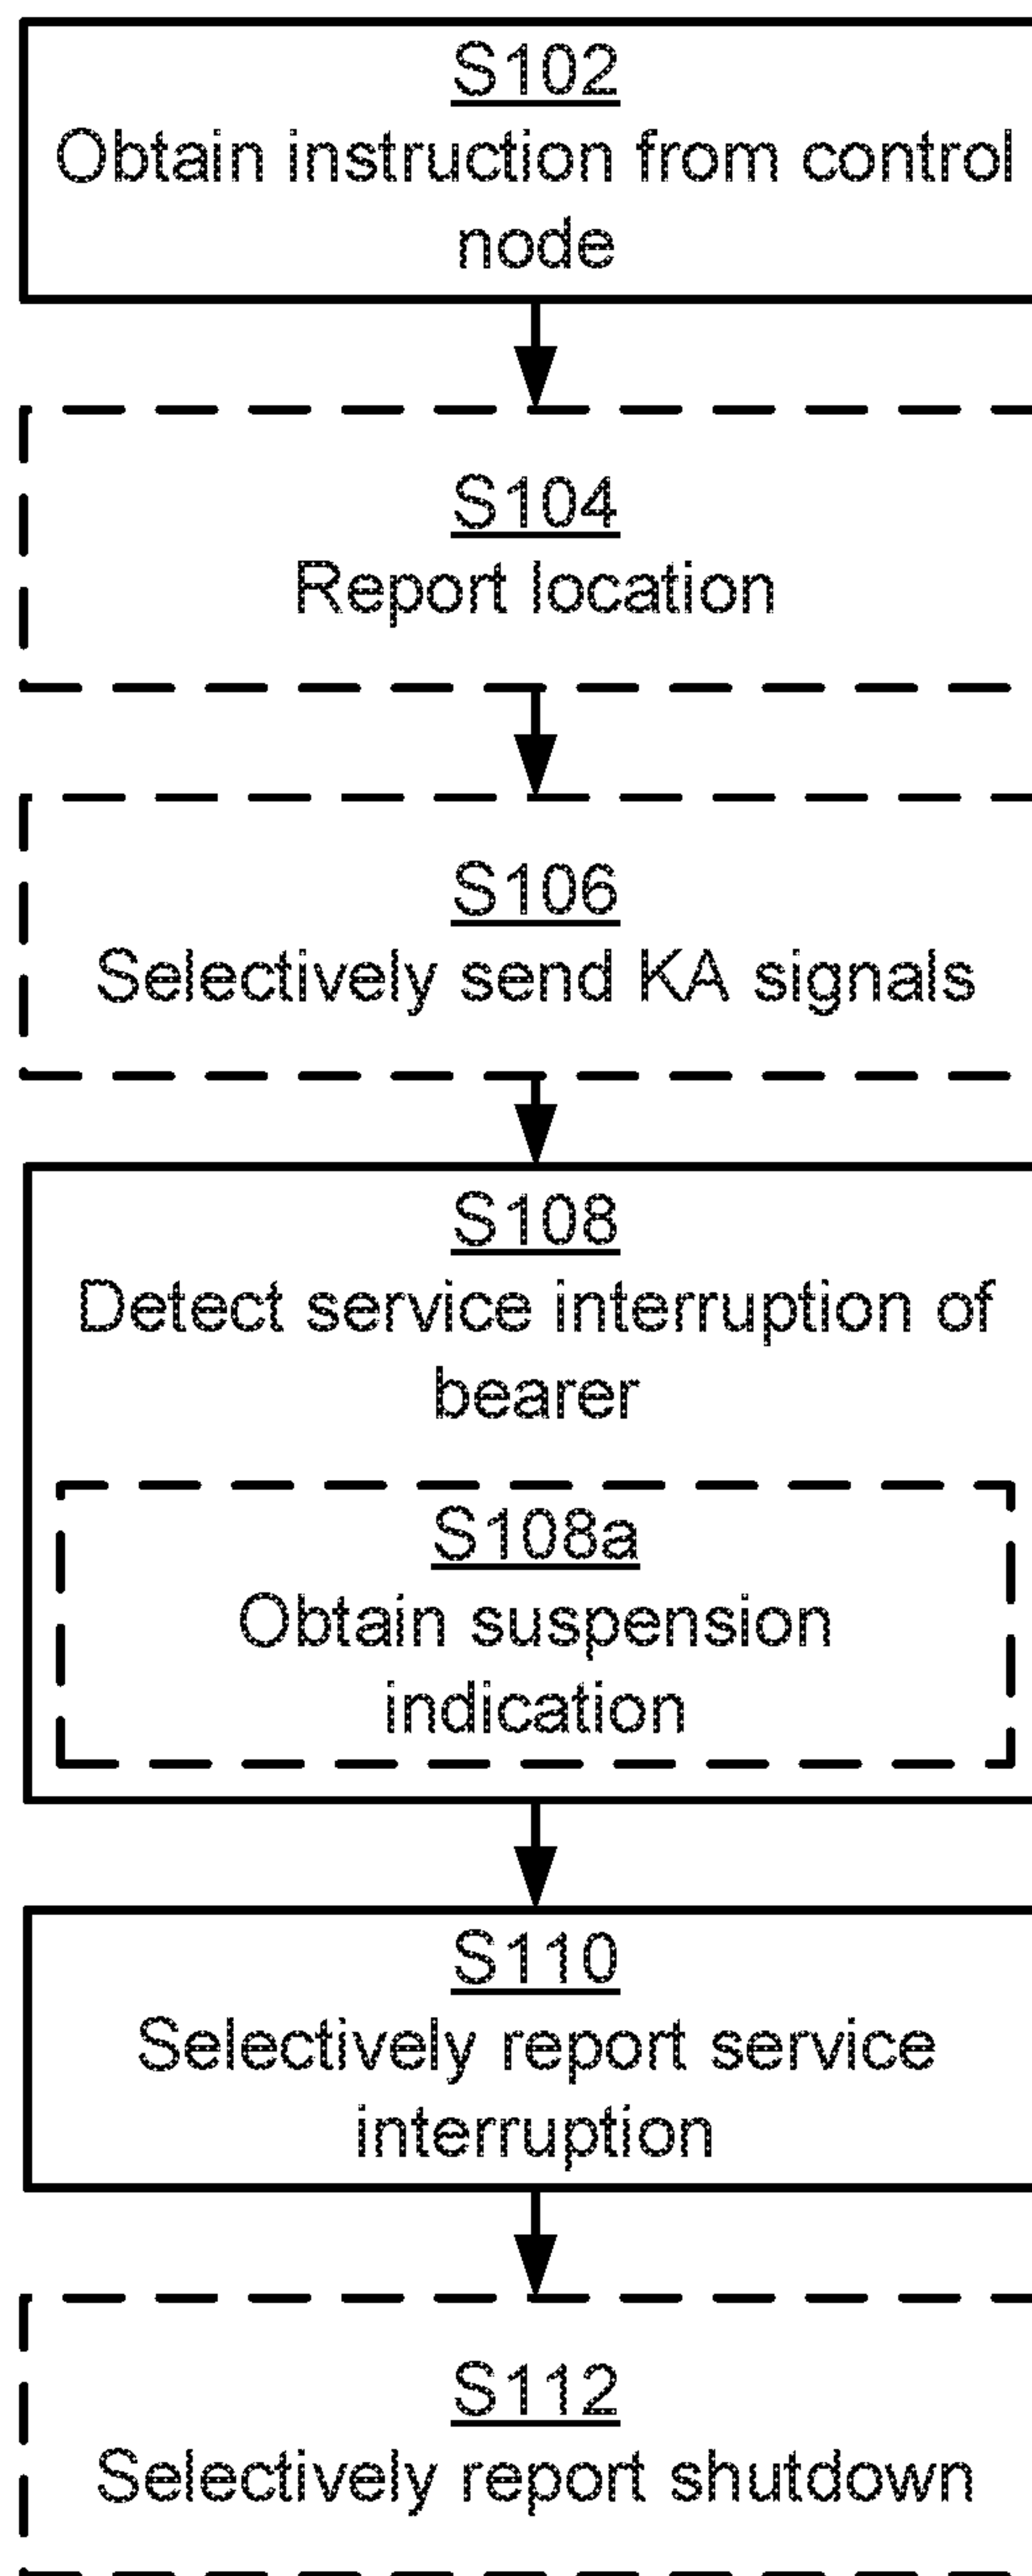 S102
Obtain instruction from control
node
S104
Report location
S106
Selectively send KA signals
S108
Detect service interruption of
bearer
S108a
Obtain suspension
indication
S110
Selectively report service
interruption
S112
Selectively report shutdown